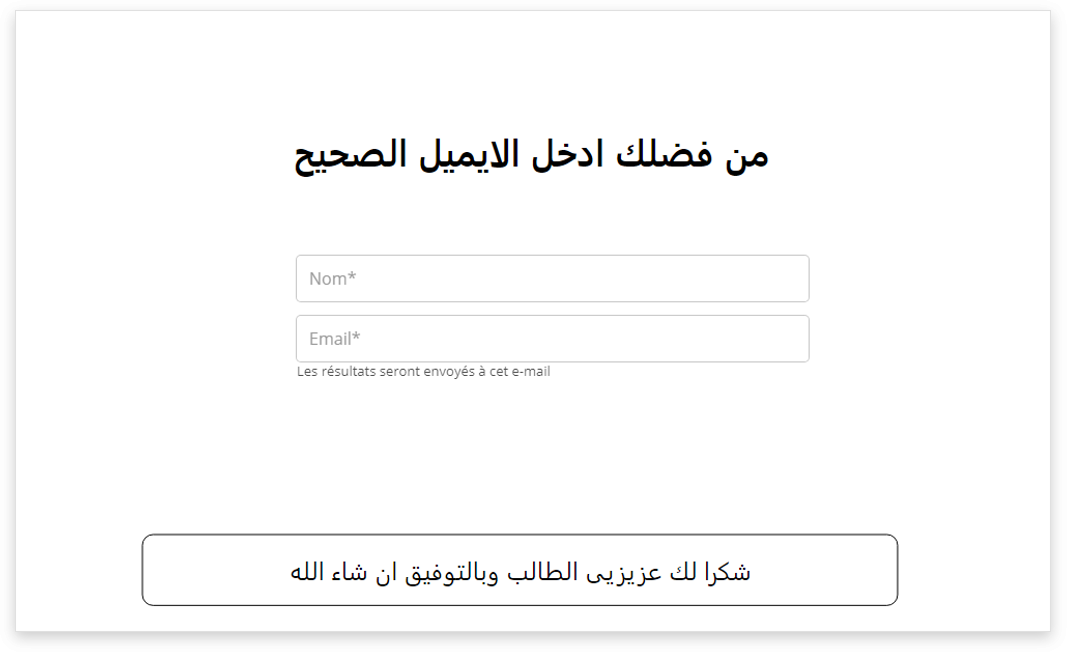 من فضلك ادخل الايميل الصحيح
Nom*
Email*
Les résultats seront envoyés à cet e-mail
شكرا لك عزيزيى الطالب وبالتوفيق ان شاء الله